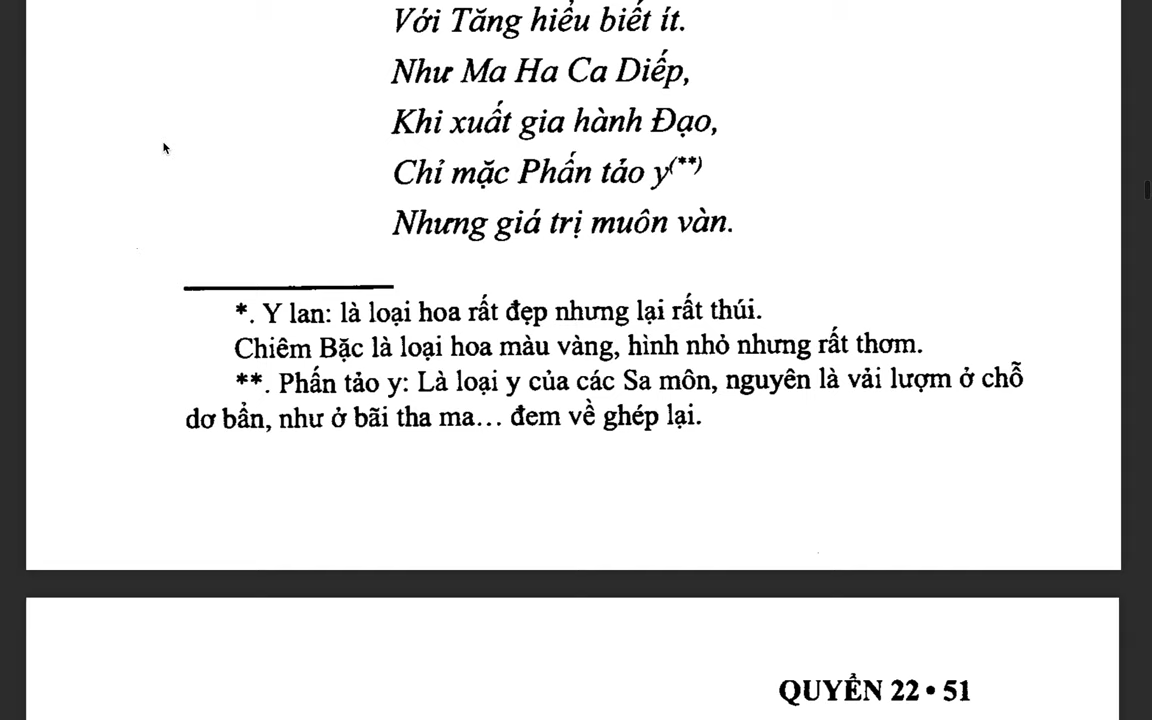 Với Tăng hiểu biết ít.
Như Ma Ha Ca Diếp,
Khi xuất gia hành Đạo,
Chỉ mặc Phấn tảo y(**)
Nhưng giá trị muôn vàn.
*. Y lan: là loại hoa rất đẹp nhưng lại rất thúi.
Chiêm Bặc là loại hoa màu vàng, hình nhỏ nhưng rất thơm.
**. Phấn tảo y: Là loại y của các Sa môn, nguyên là vải lượm ở chỗ
dơ bẩn, như ở bãi tha ma... đem về ghép lại.
QUYỂN 22 • 51